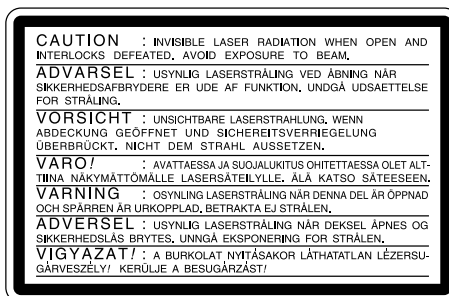 CAUTION : INVISIBLE LASER RADIATION WHEN OPEN AND
INTERLOCKS DEFEATED. AVOID EXPOSURE TO BEAM.
ADVARSEL : USYNLIG LASERSTRÅLING VED ÅBNING NÅR
SIKKERHEDSAFBRYDERE ER UDE AF FUNKTION. UNDGÅ UDSAETTELSE
FOR STRÅLING.
VORSICHT : UNSICHTBARE LASERSTRAHLUNG. WENN
ABDECKUNG GEÖFFNET UND SICHEREITSVERRIEGELUNG
ÜBERBRÜCKT. NICHT DEM STRAHL AUSSETZEN.
VARO! : AVATTAESSA JA SUOJALUKITUS OHITETTAESSA OLET ALT-
TIINA NÄKYMÄTTÖMÄLLE LASERSÄTEILYLLE. ÄLÄ KATSO SÄTEESEEN.
VARNING : OSYNLIG LASERSTRÅLING NÄR DENNA DEL ÄR ÖPPNAD
OCH SPÄRREN ÄR URKOPPLAD. BETRAKTA EJ STRÅLEN.
ADVERSEL : USYNLIG LASERSTRÅLING NÅR DEKSEL ÅPNES OG
SIKKERHEDSLÅS BRYTES. UNNGÅ EKSPONERING FOR STRÅLEN.
VIGYAZAT! : A BURKOLAT NYITÁSAKOR LÁTHATATLAN LÉZERSU-
GÁRVESZÉLY! KERÜLJE A BESUGÁRZÁST!